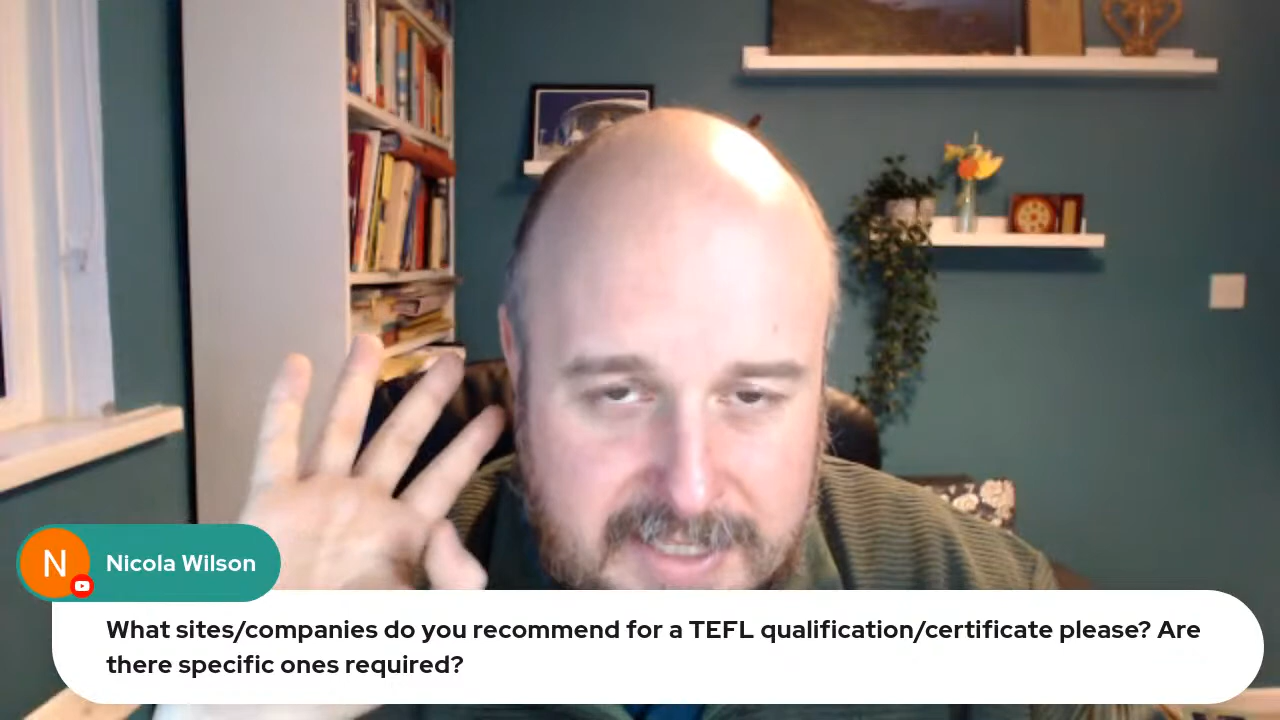 N
Nicola Wilson
What sites/companies do you recommend for a TEFL qualification/certificate please? Are
there specific ones required?